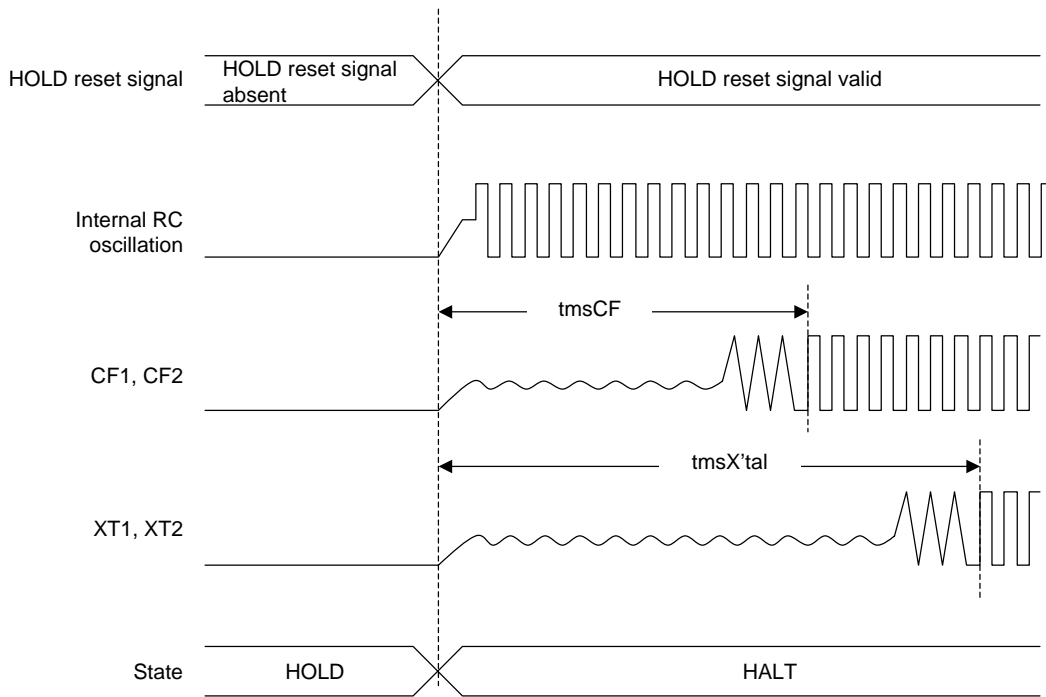 HOLD reset signal
HOLD reset signal
absent
HOLD reset signal valid
Internal RC
oscillation
tmsCF
CF1, CF2
tmsX’tal
XT1, XT2
State
HOLD
HALT